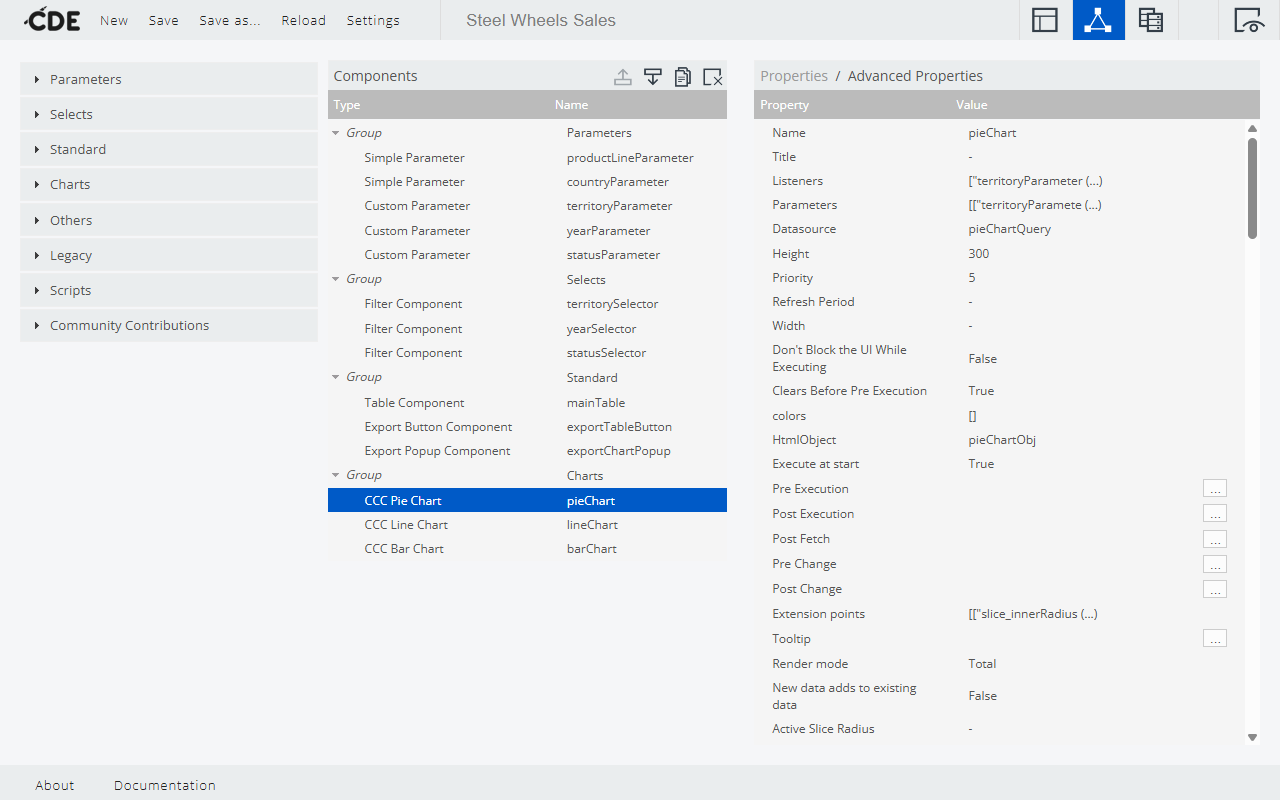 CDE New Save Save as... Reload Settings Steel Wheels Sales
Parameters
Selects
Standard
Charts
Others
Legacy
Scripts
Community Contributions
Components
Type Name
Group Parameters
Simple Parameter productLineParameter
Simple Parameter countryParameter
Custom Parameter territoryParameter
Custom Parameter yearParameter
Custom Parameter statusParameter
Group Selects
Filter Component territorySelector
Filter Component yearSelector
Filter Component statusSelector
Group Standard
Table Component mainTable
Export Button Component exportTableButton
Export Popup Component exportChartPopup
Group Charts
CCC Pie Chart pieChart
CCC Line Chart lineChart
CCC Bar Chart barChart
Properties / Advanced Properties
Property Value
Name pieChart
Title -
Listeners ["territoryParameter (...)
Parameters [["territoryParamete (...)
Datasource pieChartQuery
Height 300
Priority 5
Refresh Period -
Width -
Don't Block the UI While
Executing False
Clears Before Pre Execution True
colors []
HtmlObject pieChartObj
Execute at start True
Pre Execution ...
Post Execution ...
Post Fetch ...
Pre Change ...
Post Change ...
Extension points [["slice_innerRadius (...)
Tooltip ...
Render mode Total
New data adds to existing
data False
Active Slice Radius -
About Documentation